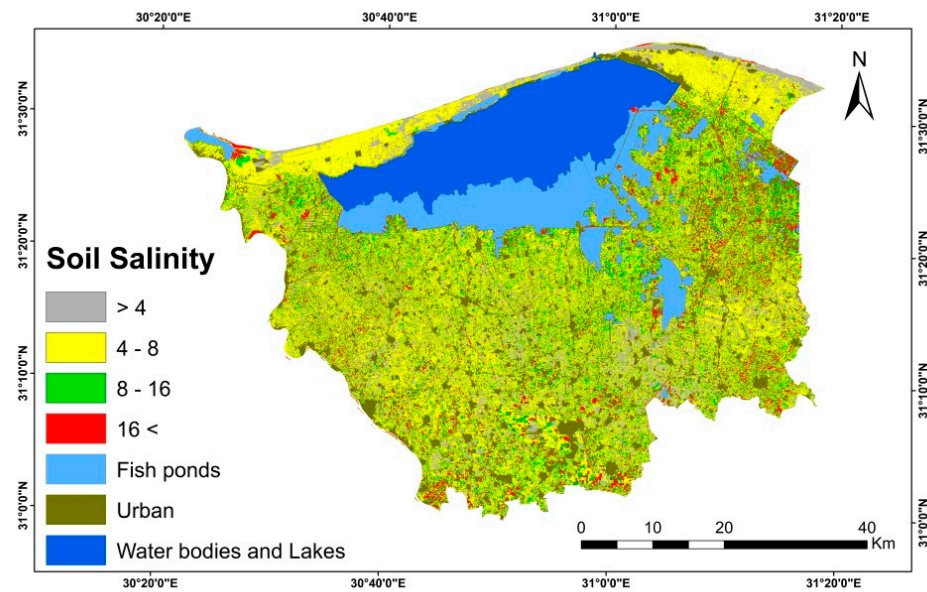 30°20'0"E 30°40'0"E 31°0'0"E 31°20'0"E
N
31°30'0"N 31°30'0"N
31°20'0"N 31°20'0"N
Soil Salinity
> 4
4 - 8
8 - 16
16 <
Fish ponds
Urban
Water bodies and Lakes
31°10'0"N 31°10'0"N
31°0'0"N 31°0'0"N
0 10 20 40
Km
30°20'0"E 30°40'0"E 31°0'0"E 31°20'0"E